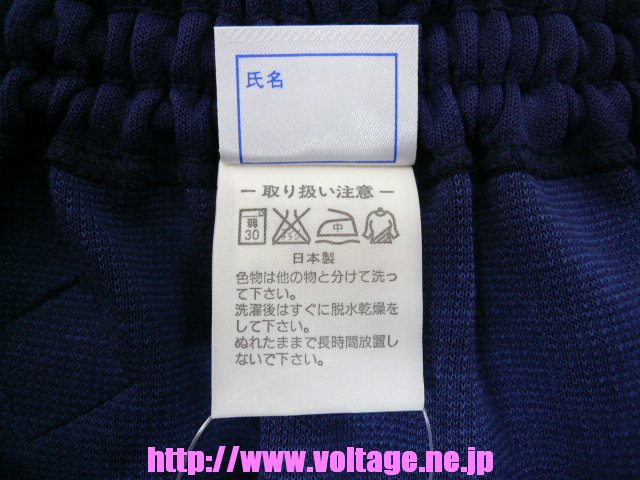 氏名
－取り扱い注意－
弱
30
エンソ
中
日本製
色物は他の物と分けて洗っ
て下さい。
洗濯後はすぐに脱水乾燥を
して下さい。
ぬれたままで長時間放置し
ないで下さい。
http://www.voltage.ne.jp